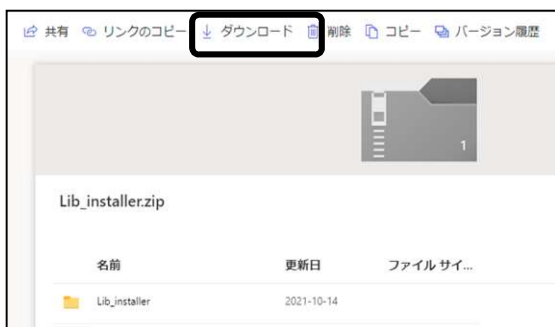 共有 リンクのコピー ダウンロード 削除 コピー バージョン履歴
1
Lib_installer.zip
名前 更新日 ファイル サイ...
Lib_installer 2021-10-14